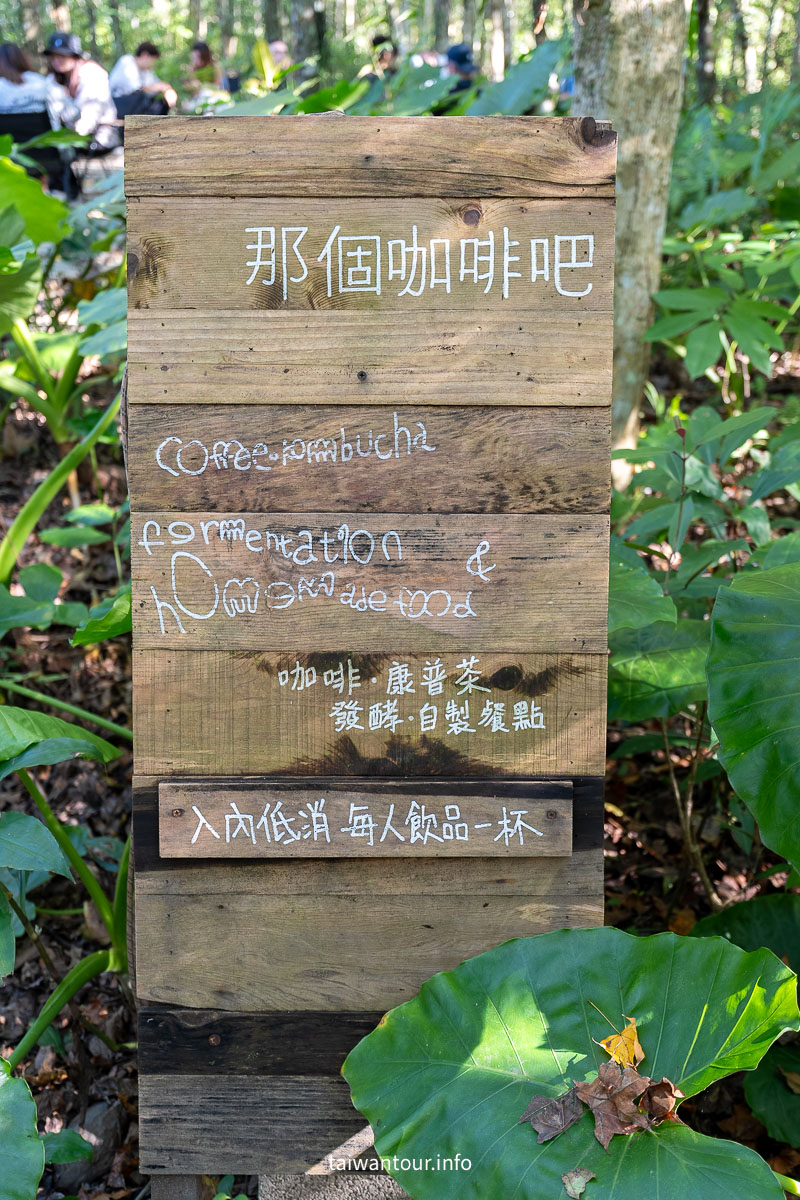 那個咖啡吧
coffee.kombucha
fermentation &
homemade food
咖啡·康普茶
發酵·自製餐點
入內低消 每人飲品一杯
taiwantour.info